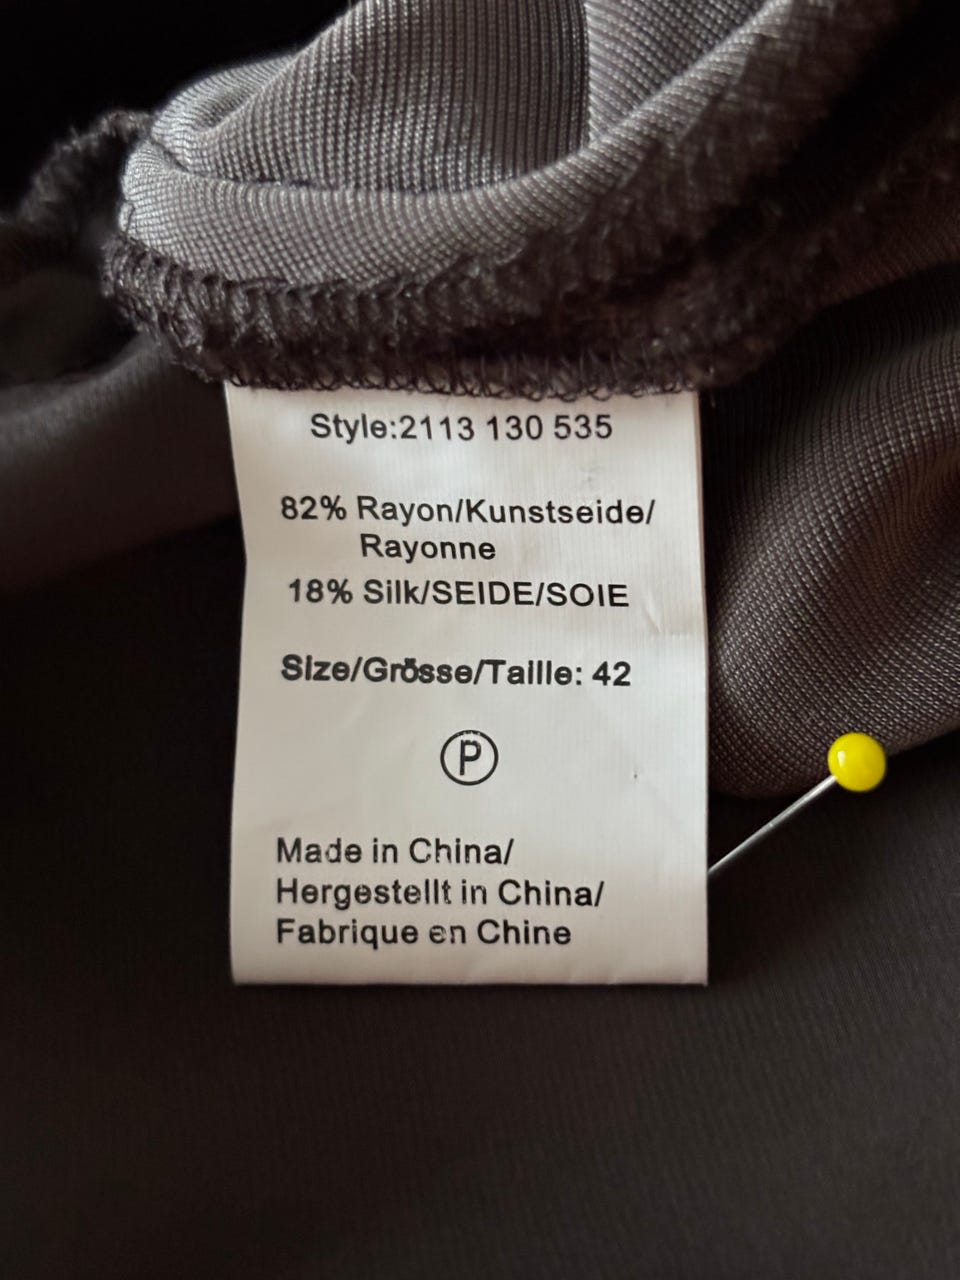 Style:2113 130 535
82% Rayon/Kunstseide/
Rayonne
18% Silk/SEIDE/SOIE
Size/Grösse/Taille: 42
P
Made in China/
Hergestellt in China/
Fabrique en Chine